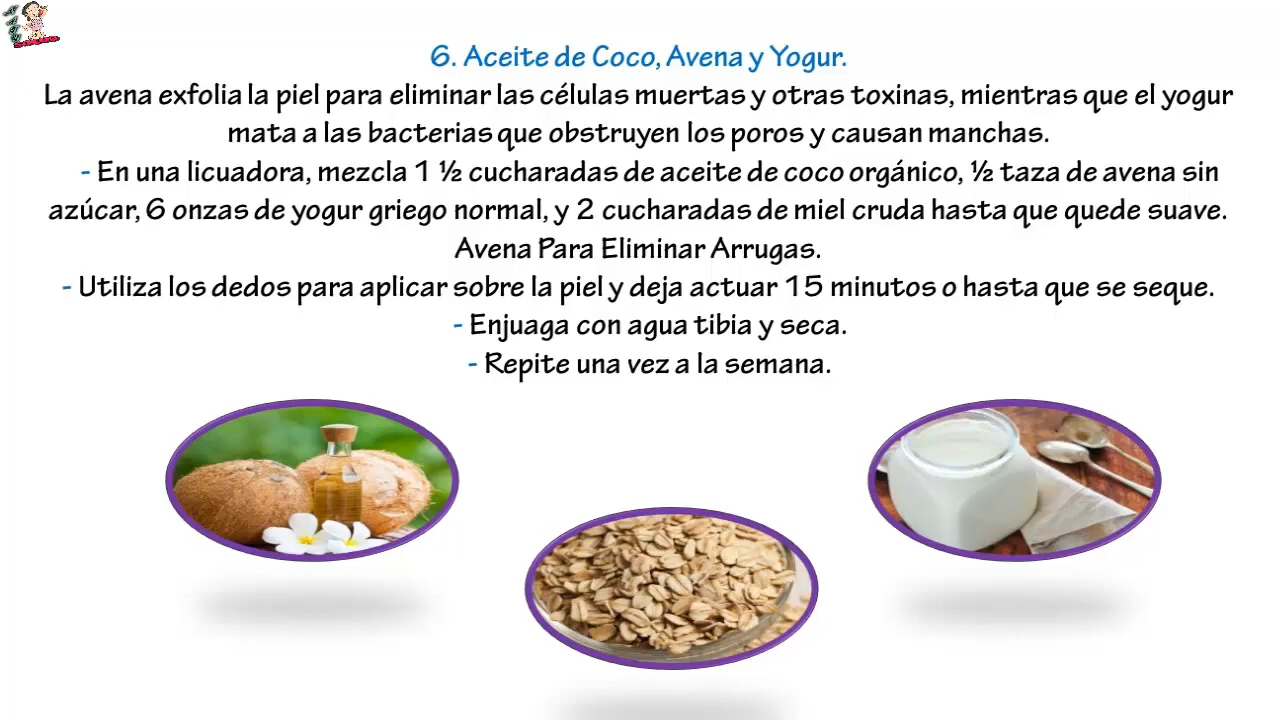 6. Aceite de Coco, Avena y Yogur.
La avena exfolia la piel para eliminar las células muertas y otras toxinas, mientras que el yogur
mata a las bacterias que obstruyen los poros y causan manchas.
- En una licuadora, mezcla 1 ½ cucharadas de aceite de coco orgánico, ½ taza de avena sin
azúcar, 6 onzas de yogur griego normal, y 2 cucharadas de miel cruda hasta que quede suave.
Avena Para Eliminar Arrugas.
- Utiliza los dedos para aplicar sobre la piel y deja actuar 15 minutos o hasta que se seque.
- Enjuaga con agua tibia y seca.
- Repite una vez a la semana.